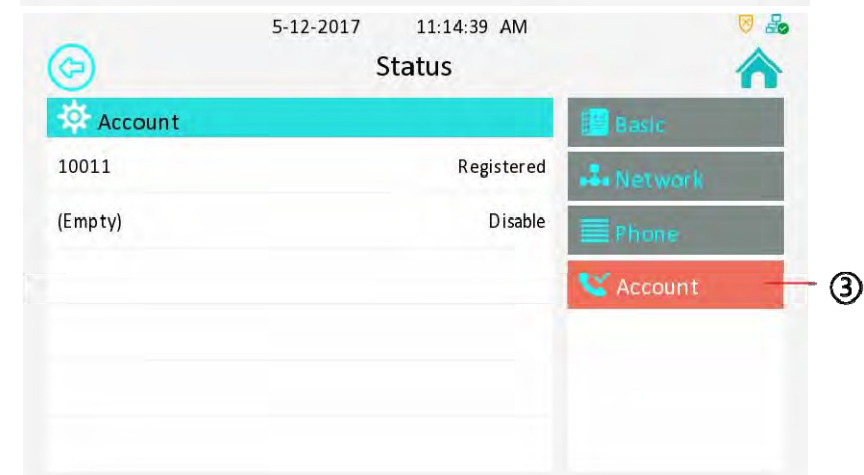 5-12-2017 11:14:39 AM
Status
Account
10011 Registered
(Empty) Disable
Basic
Network
Phone
Account
③